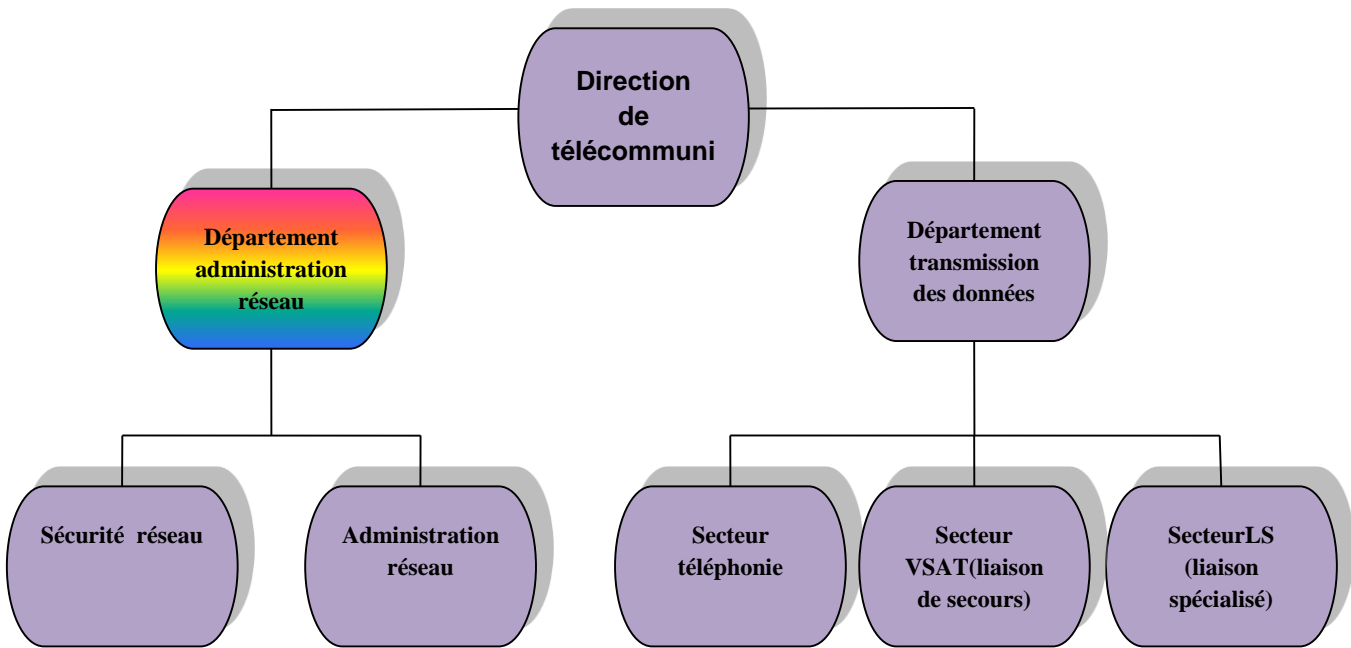 Direction
de
télécommuni
Département
administration
réseau
Département
transmission
des données
Sécurité réseau
Administration
réseau
Secteur
téléphonie
Secteur
VSAT(liaison
de secours)
SecteurLS
(liaison
spécialisé)